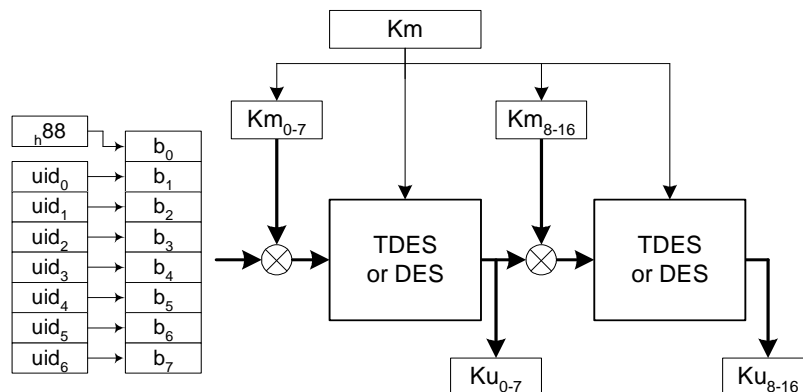 Km
Km0-7
Km8-16
h88
b0
uid0
b1
uid1
b2
uid2
b3
uid3
b4
uid4
b5
uid5
b6
uid6
b7
TDES
or DES
TDES
or DES
Ku0-7
Ku8-16